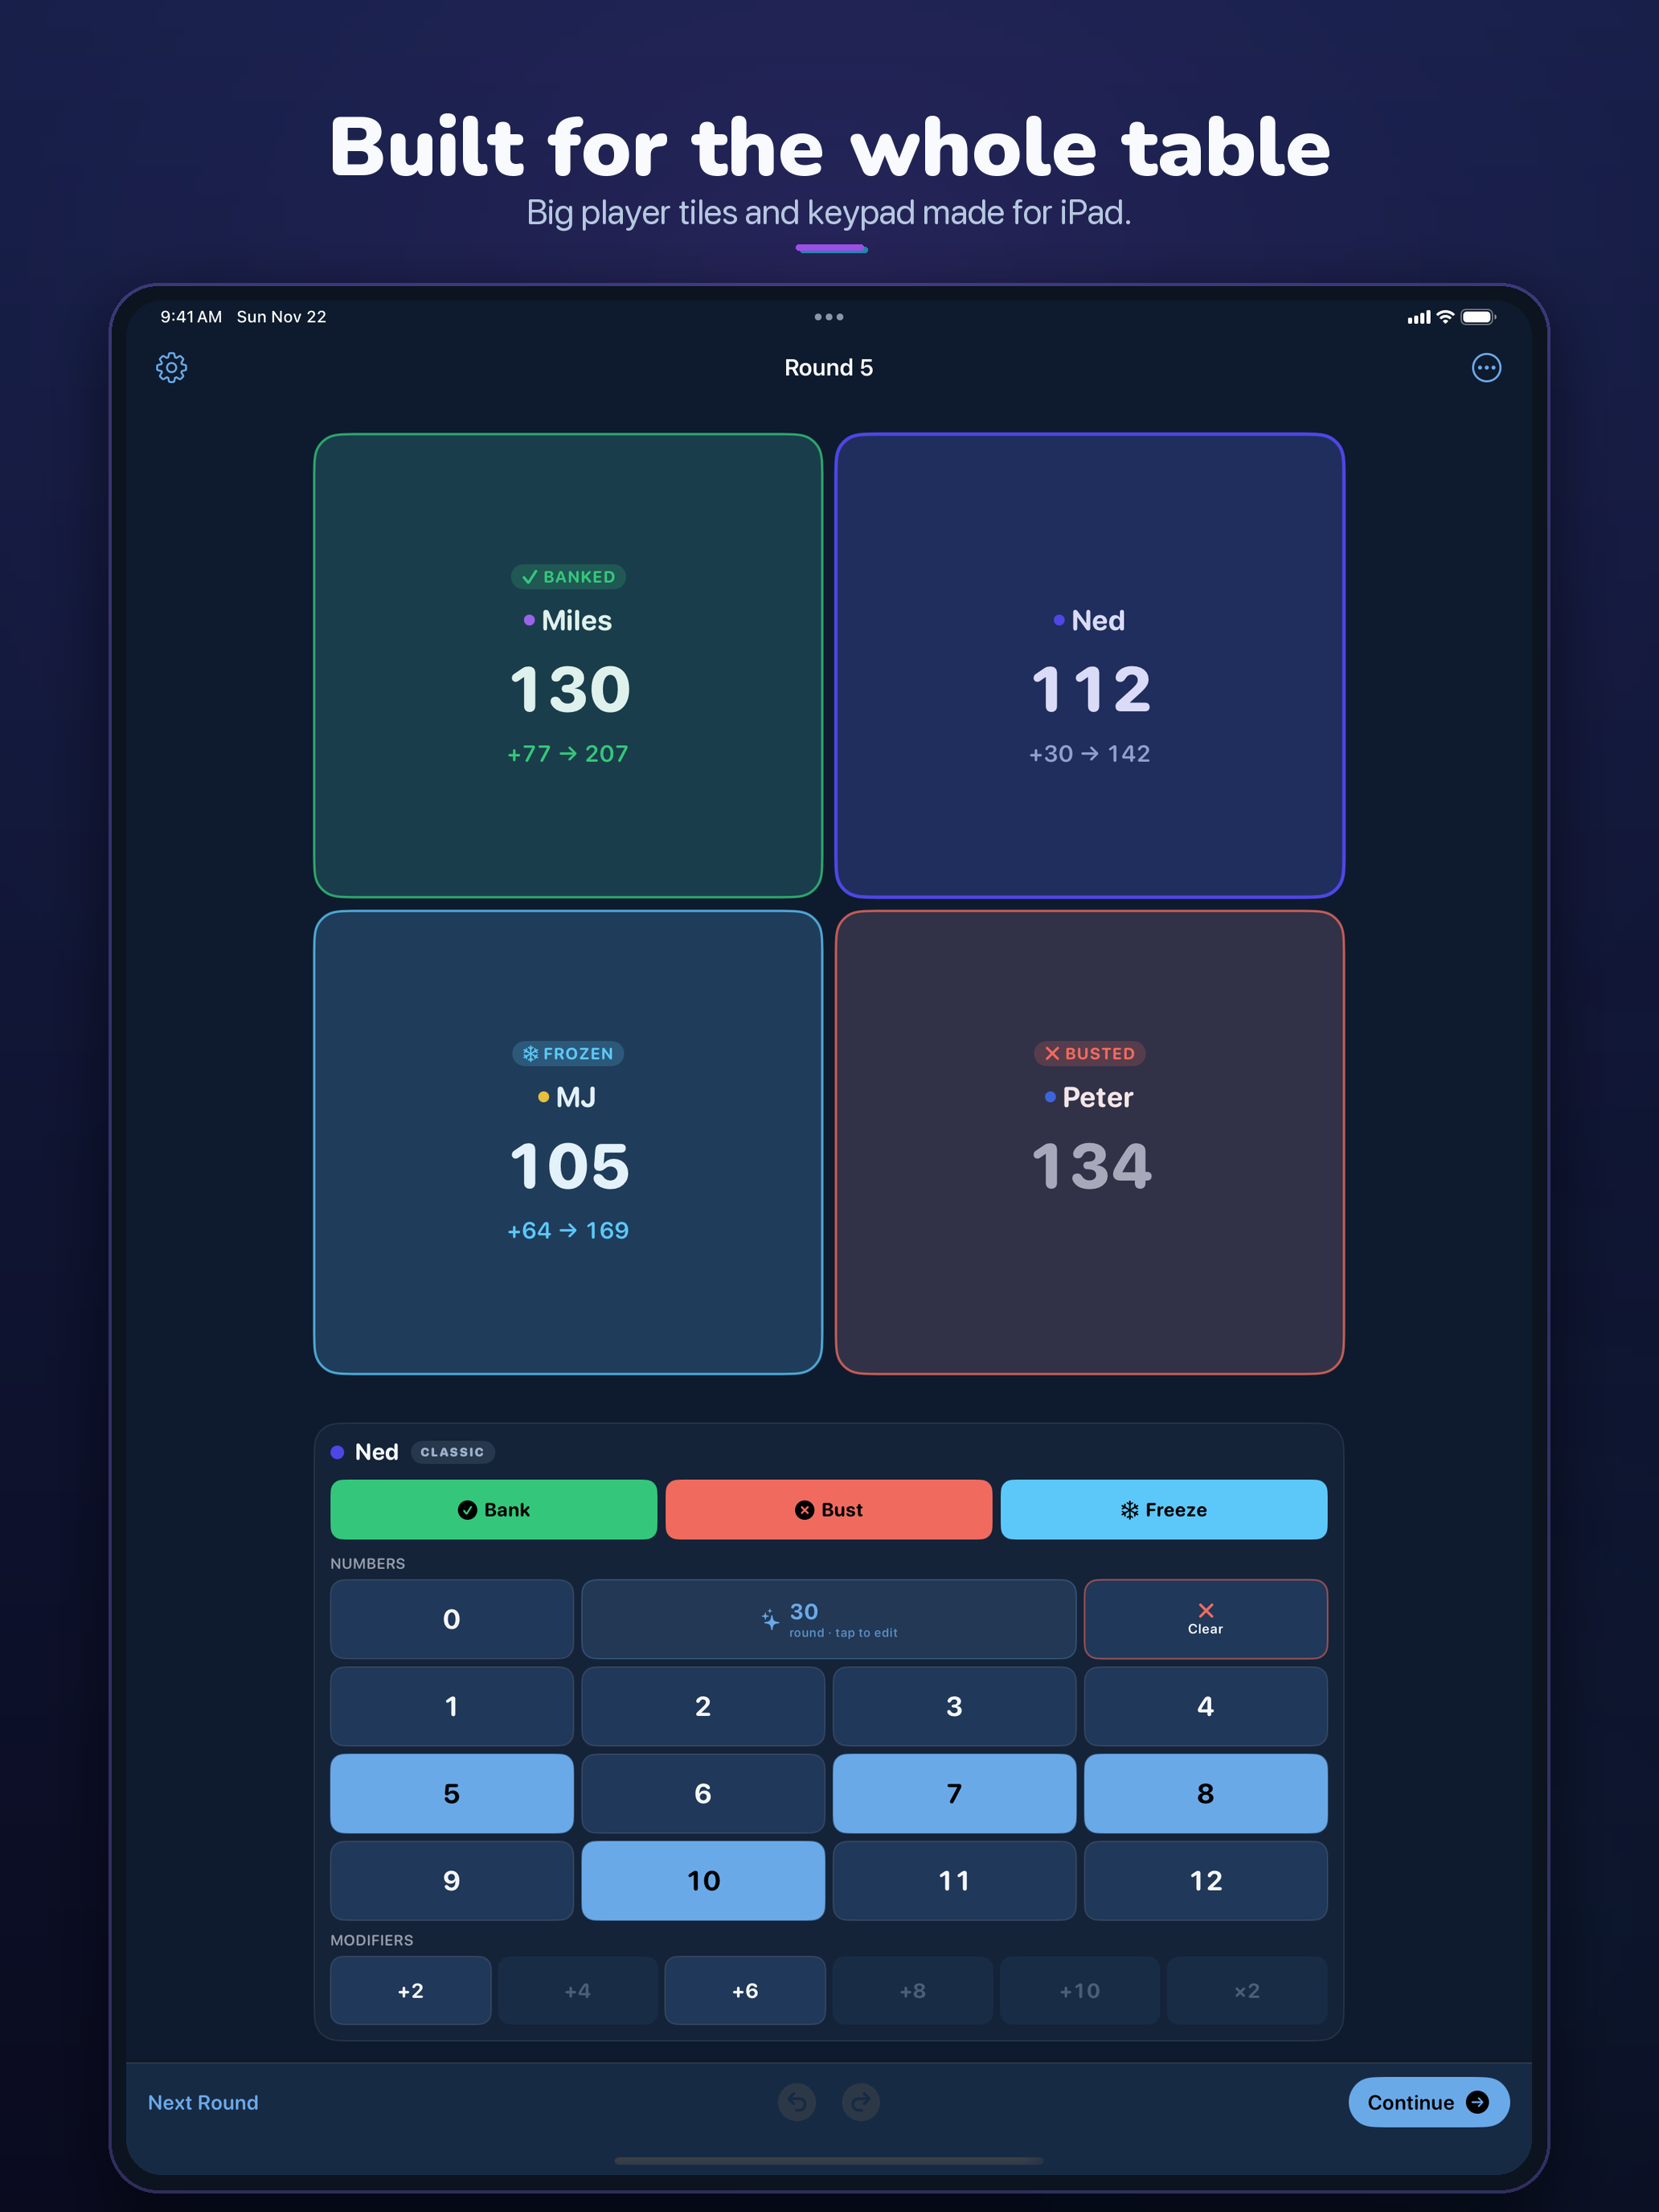 Built for the whole table
Big player tiles and keypad made for iPad.
9:41 AM Sun Nov 22
Round 5
BANKED
Miles
130
+77 → 207
Ned
112
+30 → 142
FROZEN
MJ
105
+64 → 169
BUSTED
Peter
134
Ned CLASSIC
Bank Bust Freeze
NUMBERS
0 30 Clear
round · tap to edit
1 2 3 4
5 6 7 8
9 10 11 12
MODIFIERS
+2 +4 +6 +8 +10 ×2
Next Round Continue